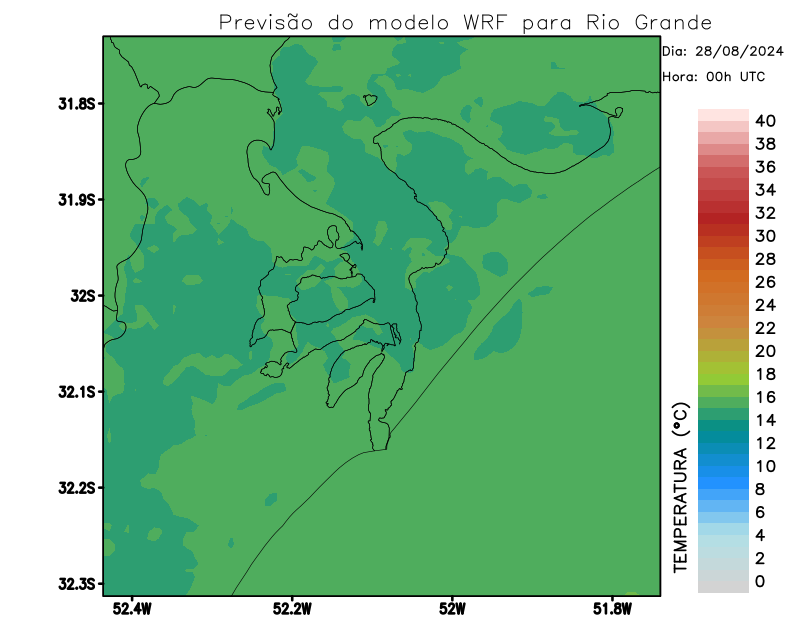 Previsão do modelo WRF para Rio Grande
Dia: 28/08/2024
Hora: 00h UTC
31.8S
31.9S
32S
32.1S
32.2S
32.3S
52.4W
52.2W
52W
51.8W
TEMPERATURA (°C)
40
38
36
34
32
30
28
26
24
22
20
18
16
14
12
10
8
6
4
2
0